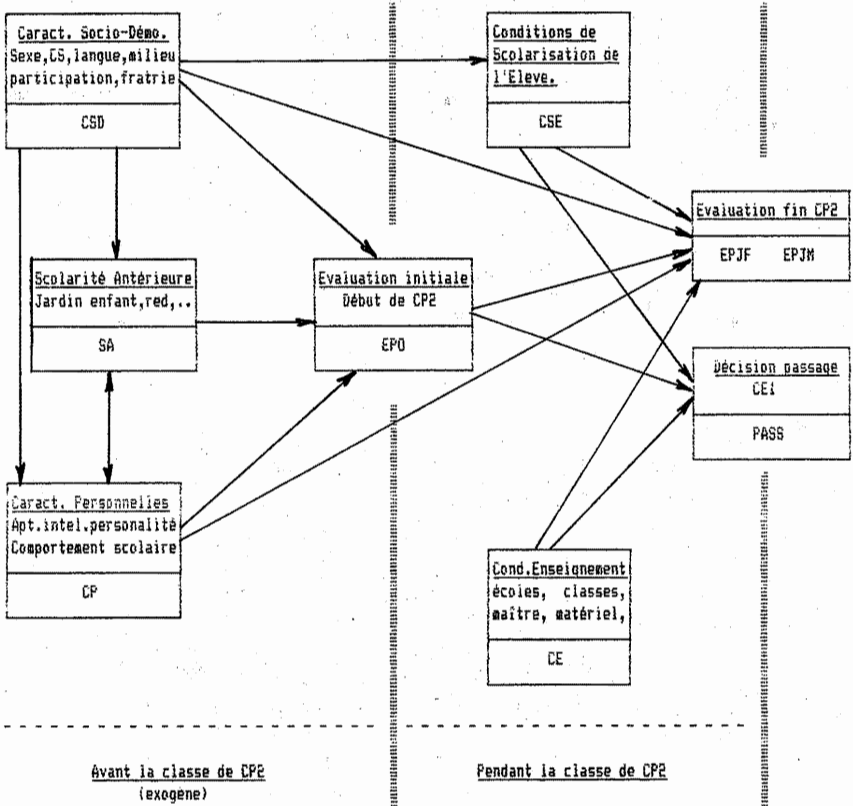 Caract. Socio-Démo.
Sexe,CS,langue,milieu
participation,fratrie
CSD
Conditions de
Scolarisation de
l'Eleve.
CSE
Evaluation fin CP2
EPJF EPJM
Scolarité Antérieure
Jardin enfant,red,..
SA
Evaluation initiale
Début de CP2
EPO
Décision passage
CE1
PASS
Caract. Personnelles
Apt.intel.personalité
Comportement scolaire
CP
Cond.Enseignement
écoles, classes,
maître, matériel,
CE
Avant la classe de CP2
(exogène)
Pendant la classe de CP2